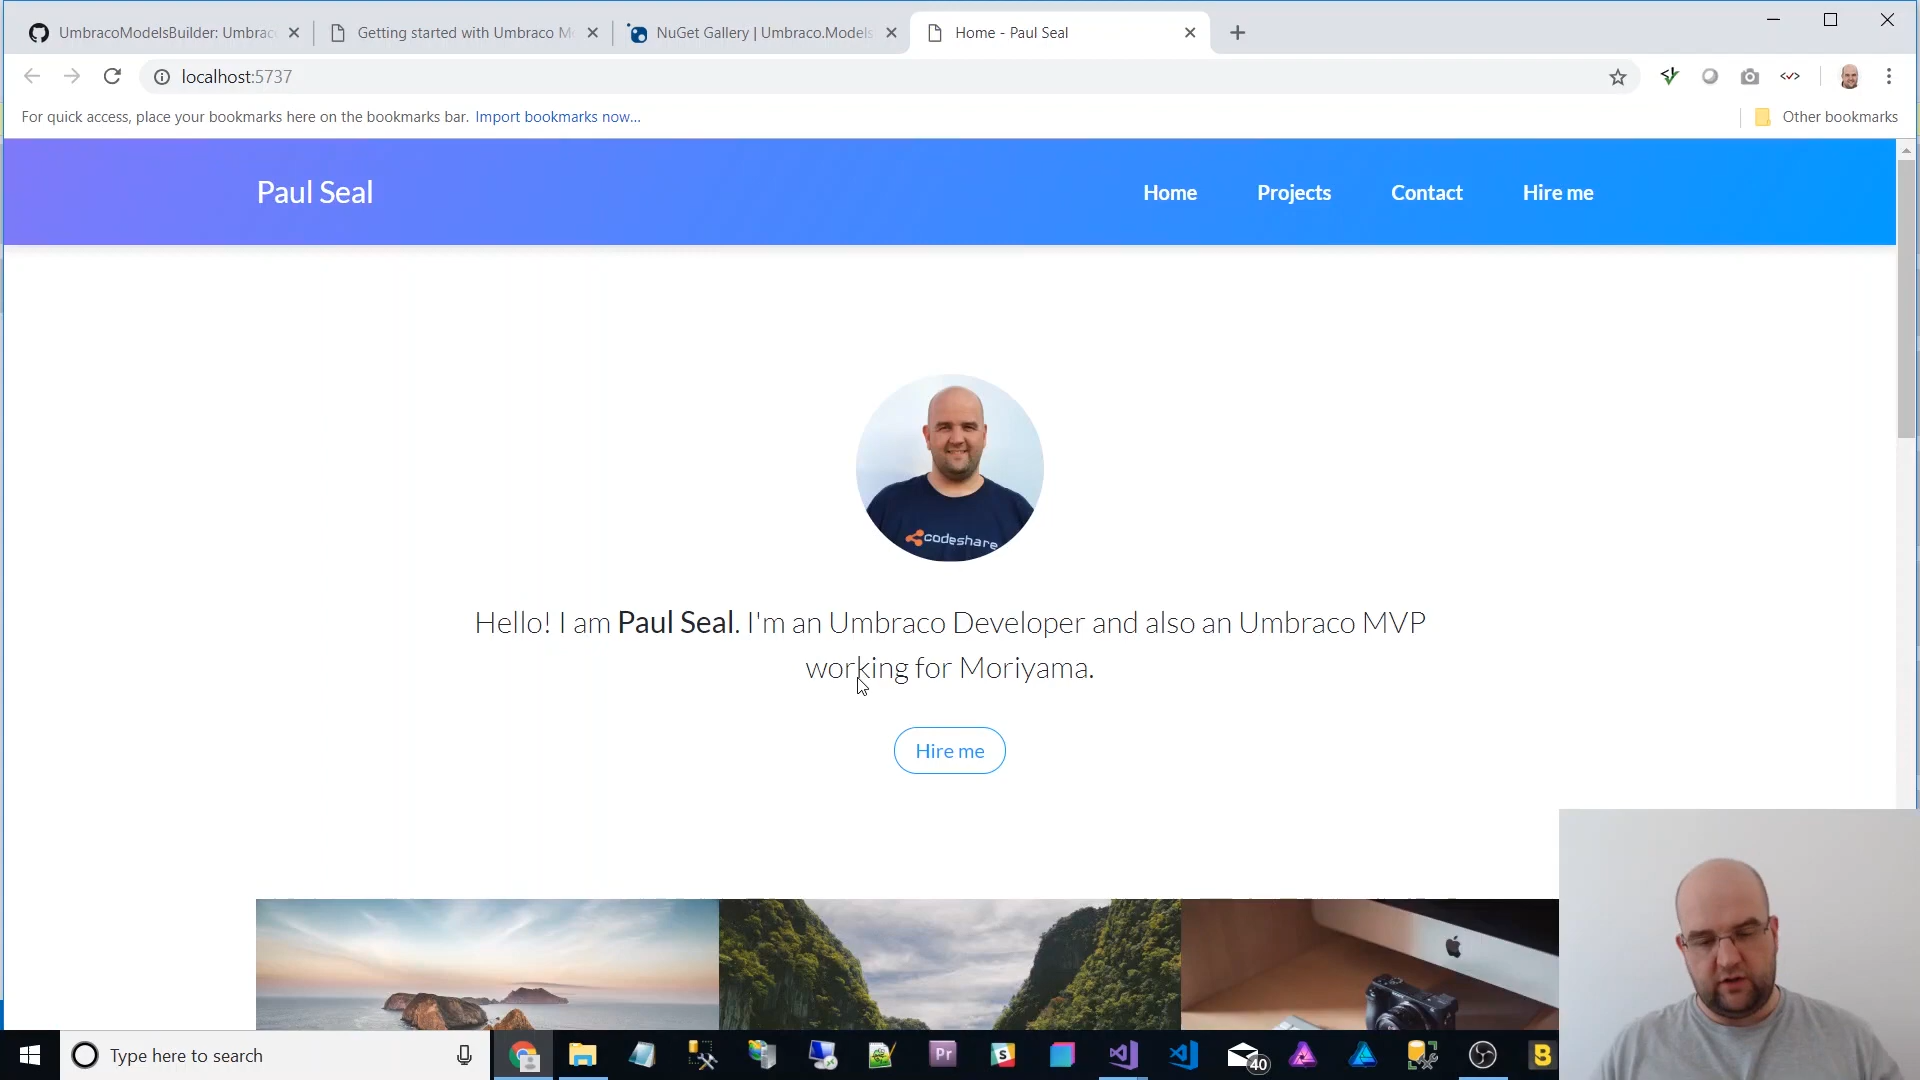 UmbracoModelsBuilder: Umbrac
Getting started with Umbraco M
NuGet Gallery | Umbraco.Models
Home - Paul Seal
localhost:5737
For quick access, place your bookmarks here on the bookmarks bar. Import bookmarks now...
Other bookmarks
Paul Seal
Home
Projects
Contact
Hire me
codeshare
Hello! I am Paul Seal. I'm an Umbraco Developer and also an Umbraco MVP
working for Moriyama.
Hire me
Type here to search
Pr
S
40
B